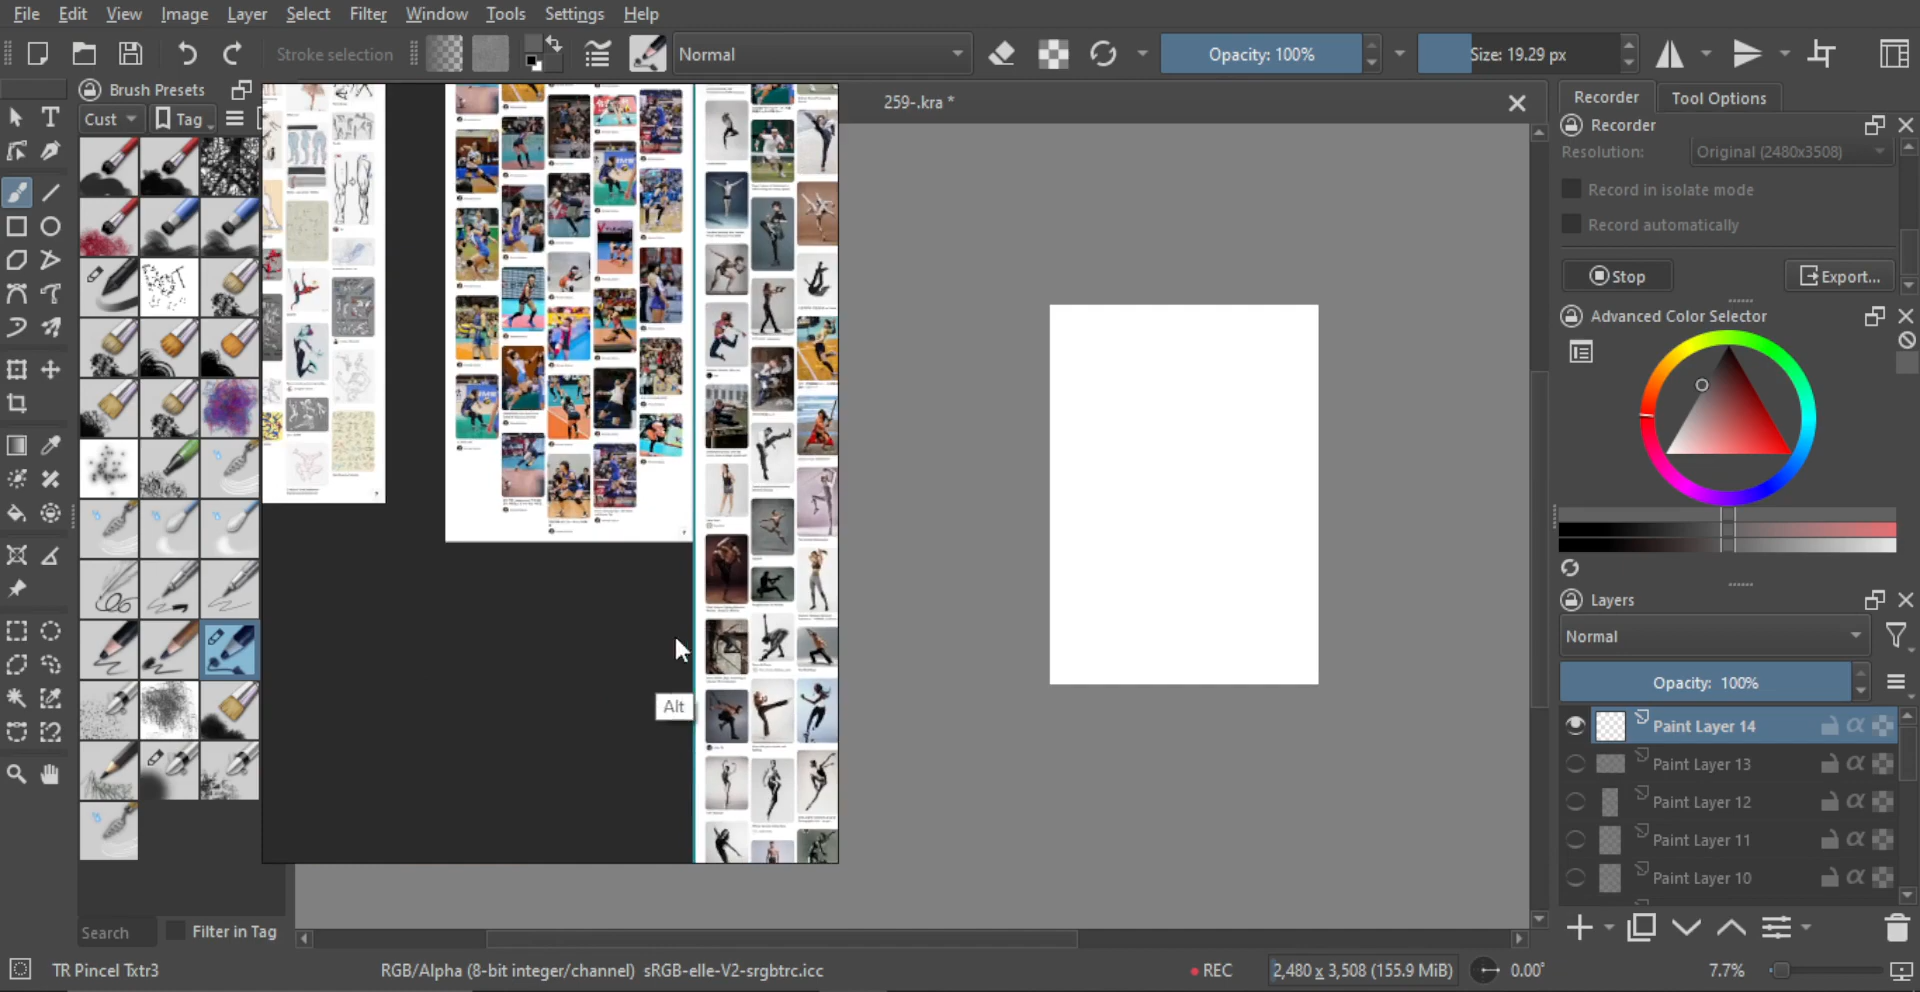 File Edit View Image Layer Select Filter Window Tools Settings Help
Stroke selection Normal Opacity: 100% Size: 19.29 px
Brush Presets
Cust Tag
259-.kra *
Recorder Tool Options
Recorder
Resolution: Original (2480x3508)
Record in isolate mode
Record automatically
Stop Export...
Advanced Color Selector
Layers
Normal
Opacity: 100%
Alt
Paint Layer 14
Paint Layer 13
Paint Layer 12
Paint Layer 11
Paint Layer 10
Search Filter in Tag
TR Pincel Txtr3 RGB/Alpha (8-bit integer/channel) sRGB-elle-V2-srgbtrc.icc REC 2,480 x 3,508 (155.9 MiB) 0.00° 7.7%